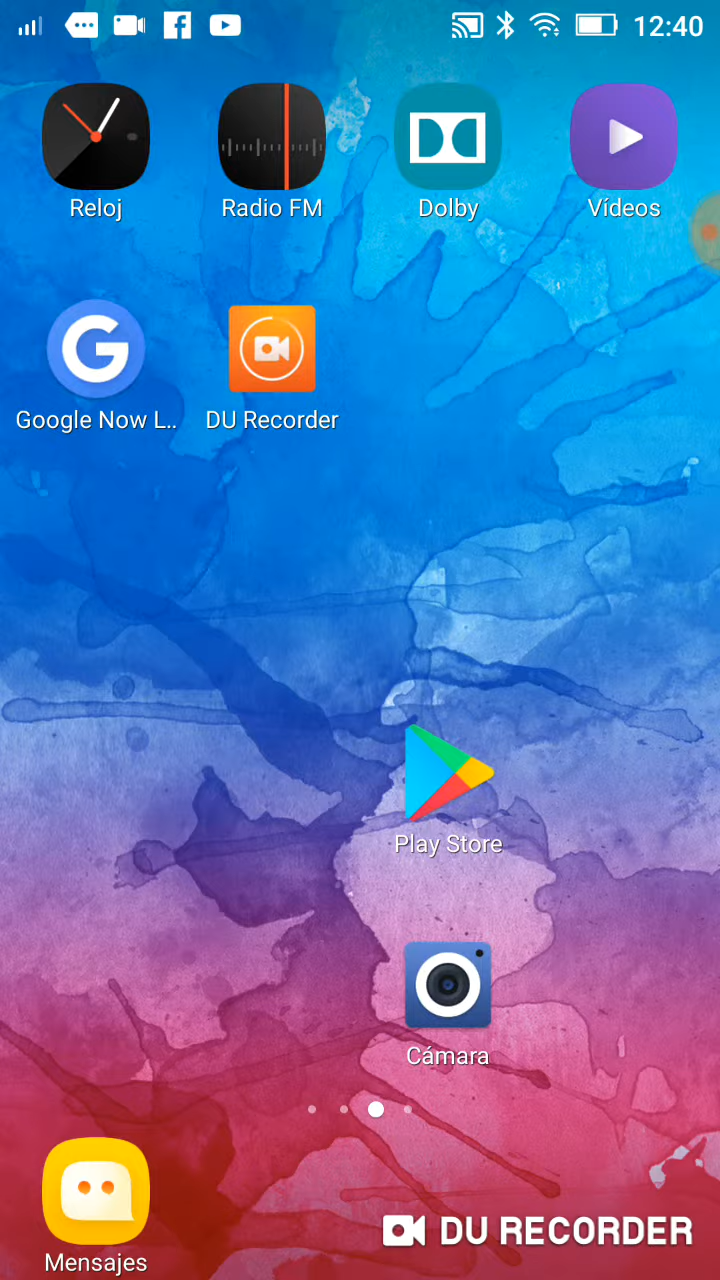 12:40
Reloj
Radio FM
Dolby
Vídeos
Google Now L..
DU Recorder
Play Store
Cámara
Mensajes
DU RECORDER